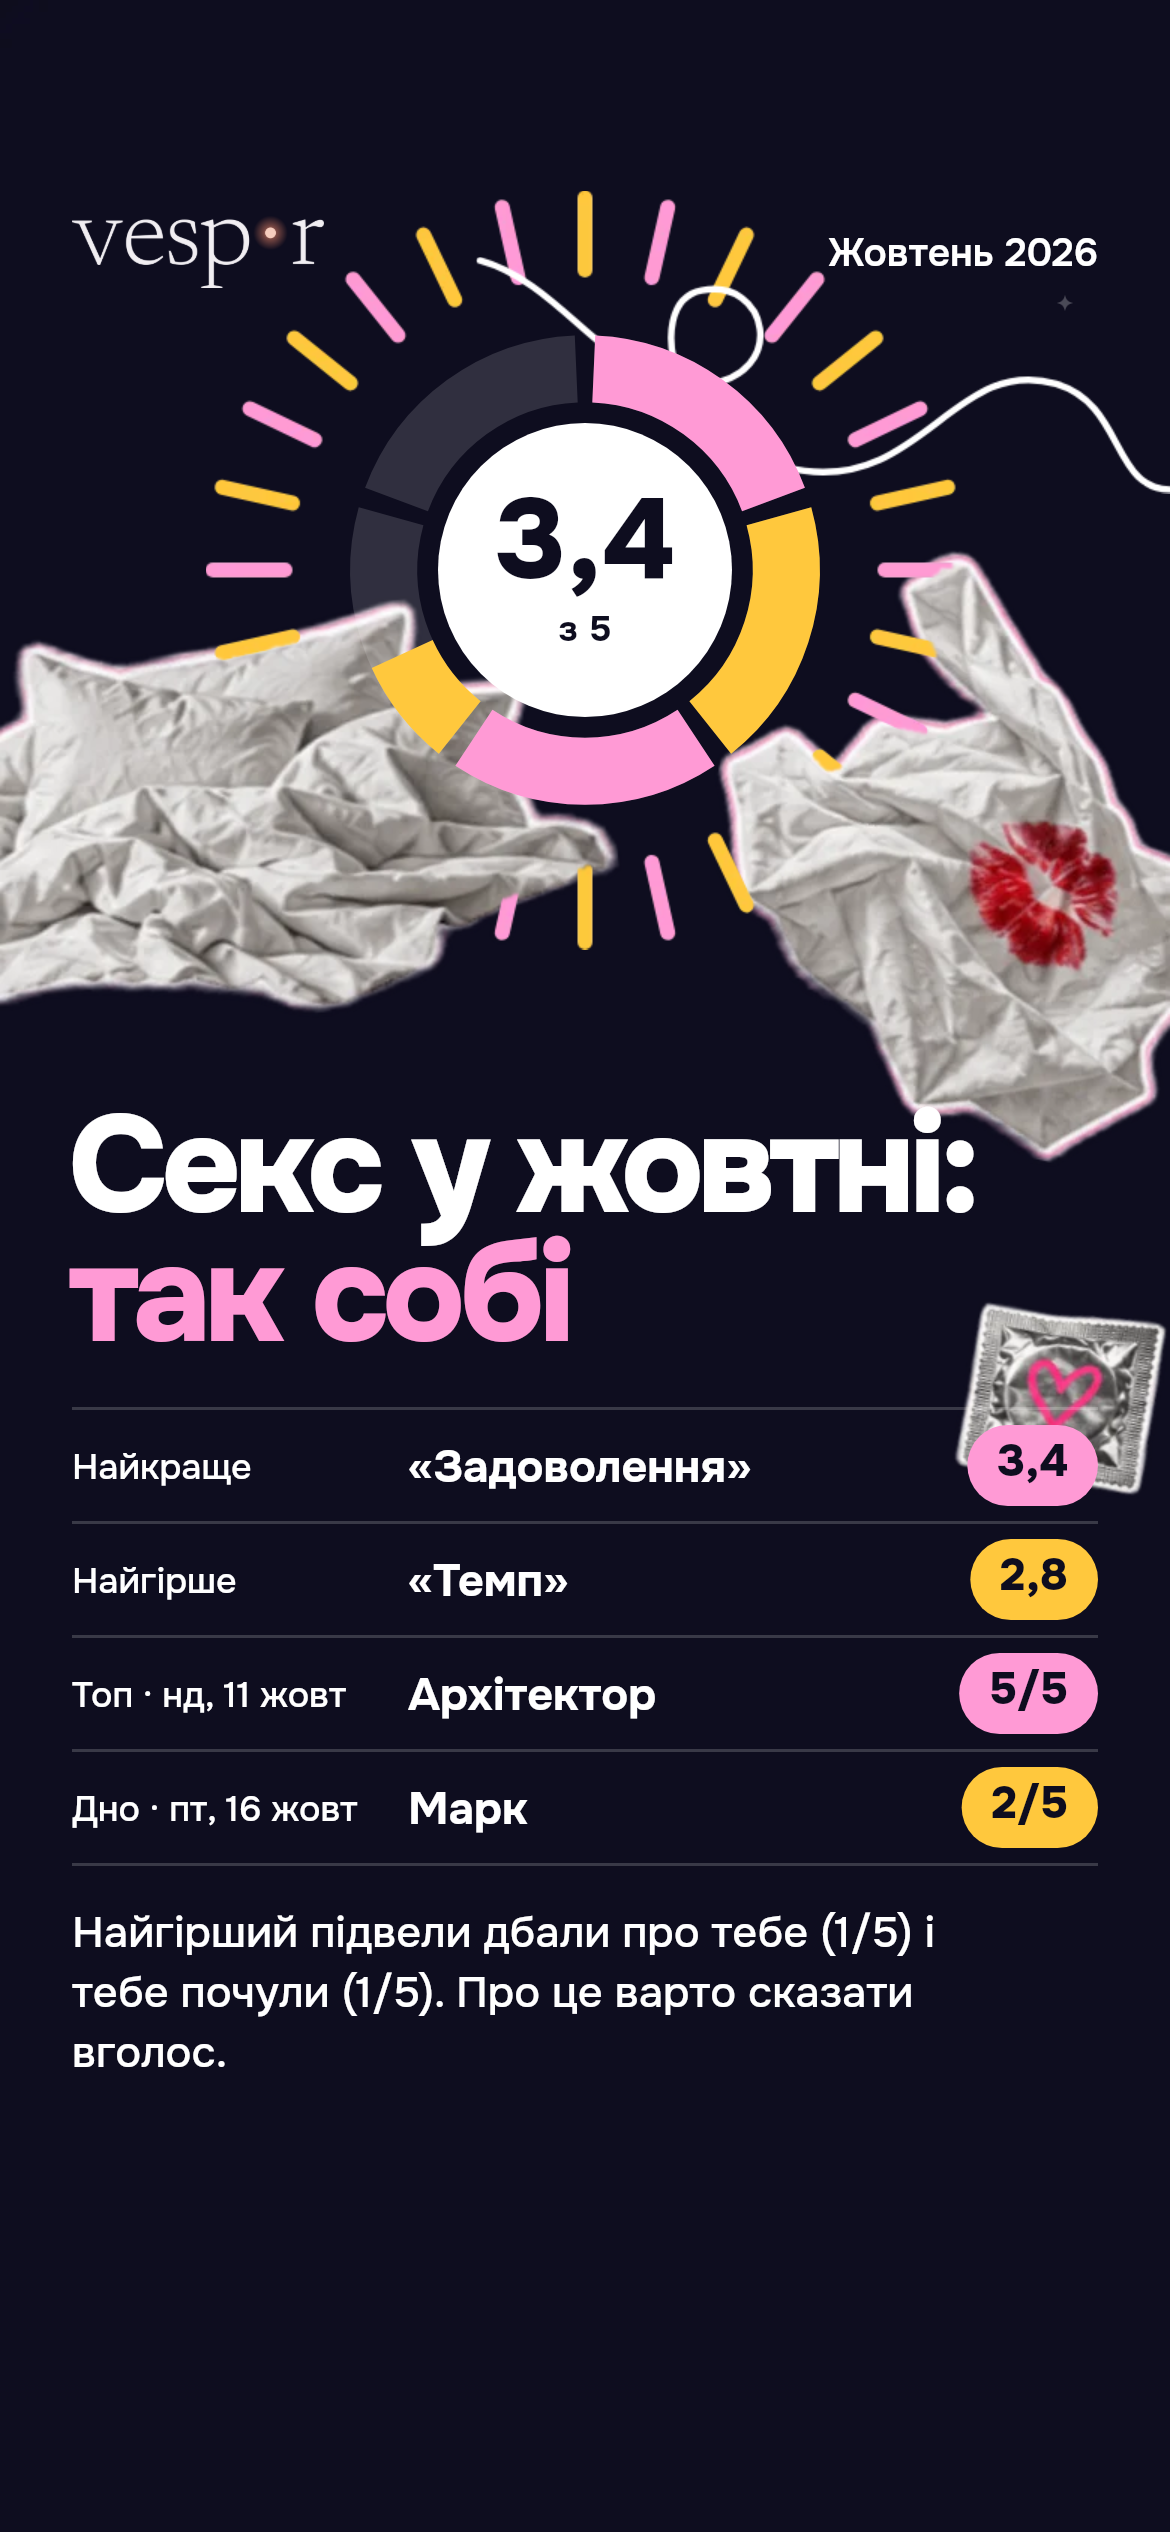 vesp·r
Жовтень 2026
3,4
з 5
Секс у жовтні:
так собі
Найкраще «Задоволення» 3,4
Найгірше «Темп» 2,8
Топ · нд, 11 жовт Архітектор 5/5
Дно · пт, 16 жовт Марк 2/5
Найгірший підвели дбали про тебе (1/5) і
тебе почули (1/5). Про це варто сказати
вголос.